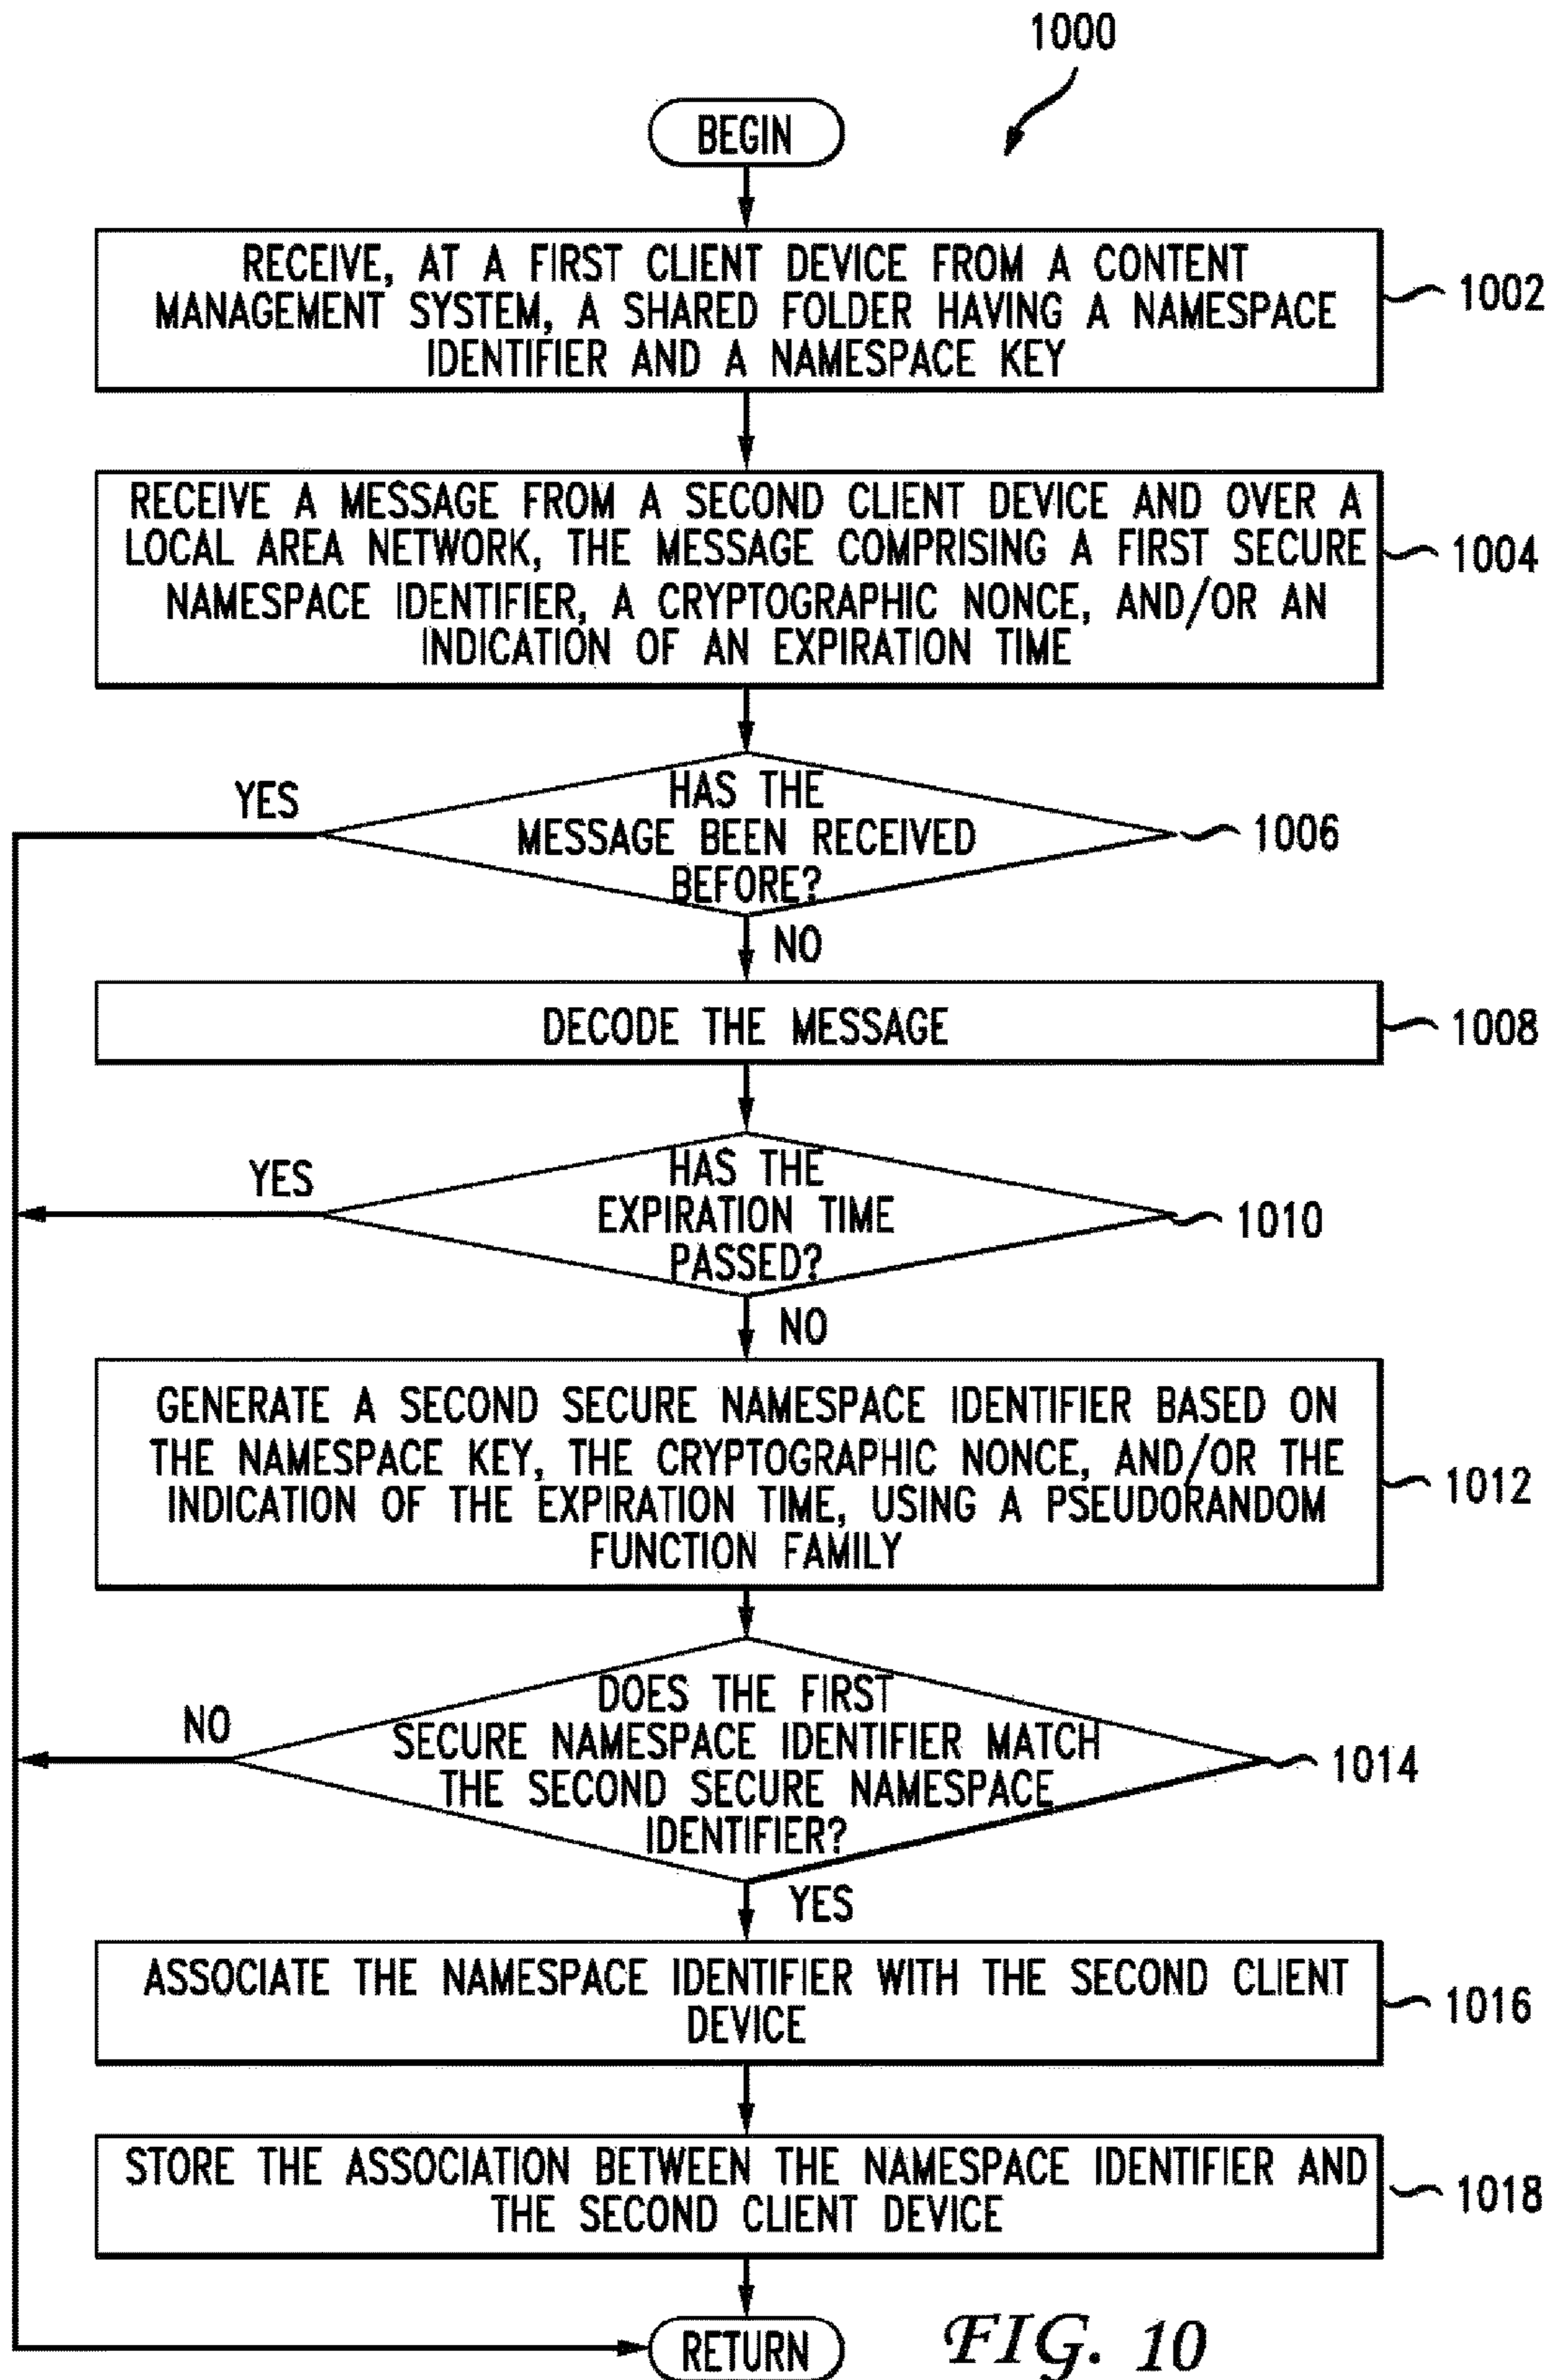 1000
BEGIN
RECEIVE, AT A FIRST CLIENT DEVICE FROM A CONTENT
MANAGEMENT SYSTEM, A SHARED FOLDER HAVING A NAMESPACE
IDENTIFIER AND A NAMESPACE KEY
1002
RECEIVE A MESSAGE FROM A SECOND CLIENT DEVICE AND OVER A
LOCAL AREA NETWORK, THE MESSAGE COMPRISING A FIRST SECURE
NAMESPACE IDENTIFIER, A CRYPTOGRAPHIC NONCE, AND/OR AN
INDICATION OF AN EXPIRATION TIME
1004
YES
HAS THE
MESSAGE BEEN RECEIVED
BEFORE?
1006
NO
DECODE THE MESSAGE
1008
YES
HAS THE
EXPIRATION TIME
PASSED?
1010
NO
GENERATE A SECOND SECURE NAMESPACE IDENTIFIER BASED ON
THE NAMESPACE KEY, THE CRYPTOGRAPHIC NONCE, AND/OR THE
INDICATION OF THE EXPIRATION TIME, USING A PSEUDORANDOM
FUNCTION FAMILY
1012
NO
DOES THE FIRST
SECURE NAMESPACE IDENTIFIER MATCH
THE SECOND SECURE NAMESPACE
IDENTIFIER?
1014
YES
ASSOCIATE THE NAMESPACE IDENTIFIER WITH THE SECOND CLIENT
DEVICE
1016
STORE THE ASSOCIATION BETWEEN THE NAMESPACE IDENTIFIER AND
THE SECOND CLIENT DEVICE
1018
RETURN
FIG. 10